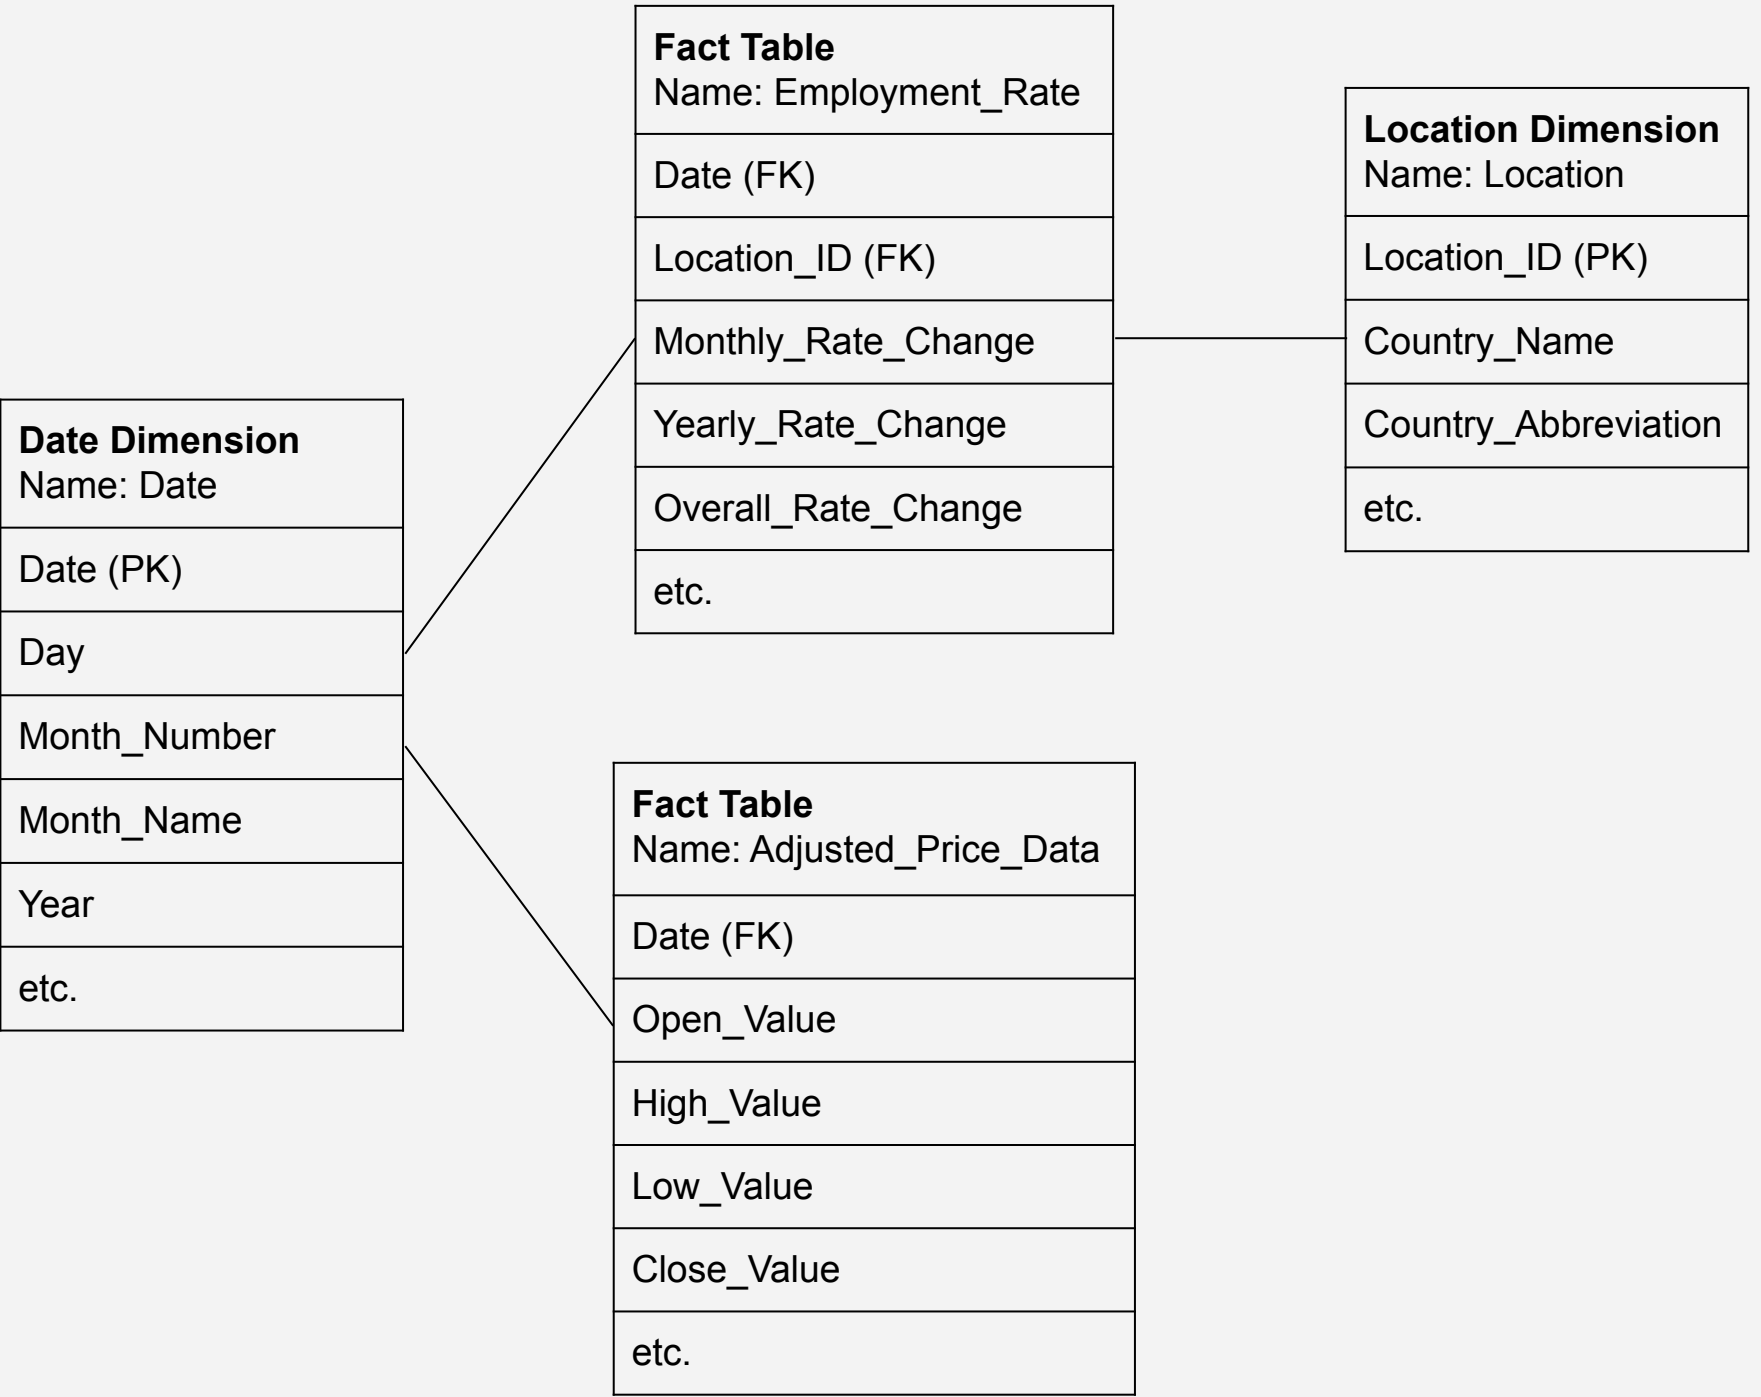 Fact Table
Name: Employment_Rate
Date (FK)
Location_ID (FK)
Monthly_Rate_Change
Yearly_Rate_Change
Overall_Rate_Change
etc.
Location Dimension
Name: Location
Location_ID (PK)
Country_Name
Country_Abbreviation
etc.
Date Dimension
Name: Date
Date (PK)
Day
Month_Number
Month_Name
Year
etc.
Fact Table
Name: Adjusted_Price_Data
Date (FK)
Open_Value
High_Value
Low_Value
Close_Value
etc.